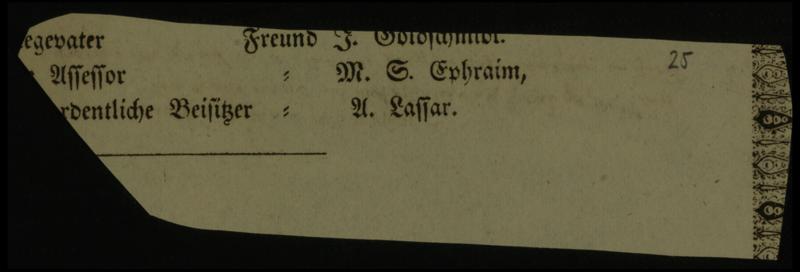 egevater Freund J. Goldschmidt.
Assessor " M. S. Ephraim,
rdentliche Beisitzer " A. Lassar.
25